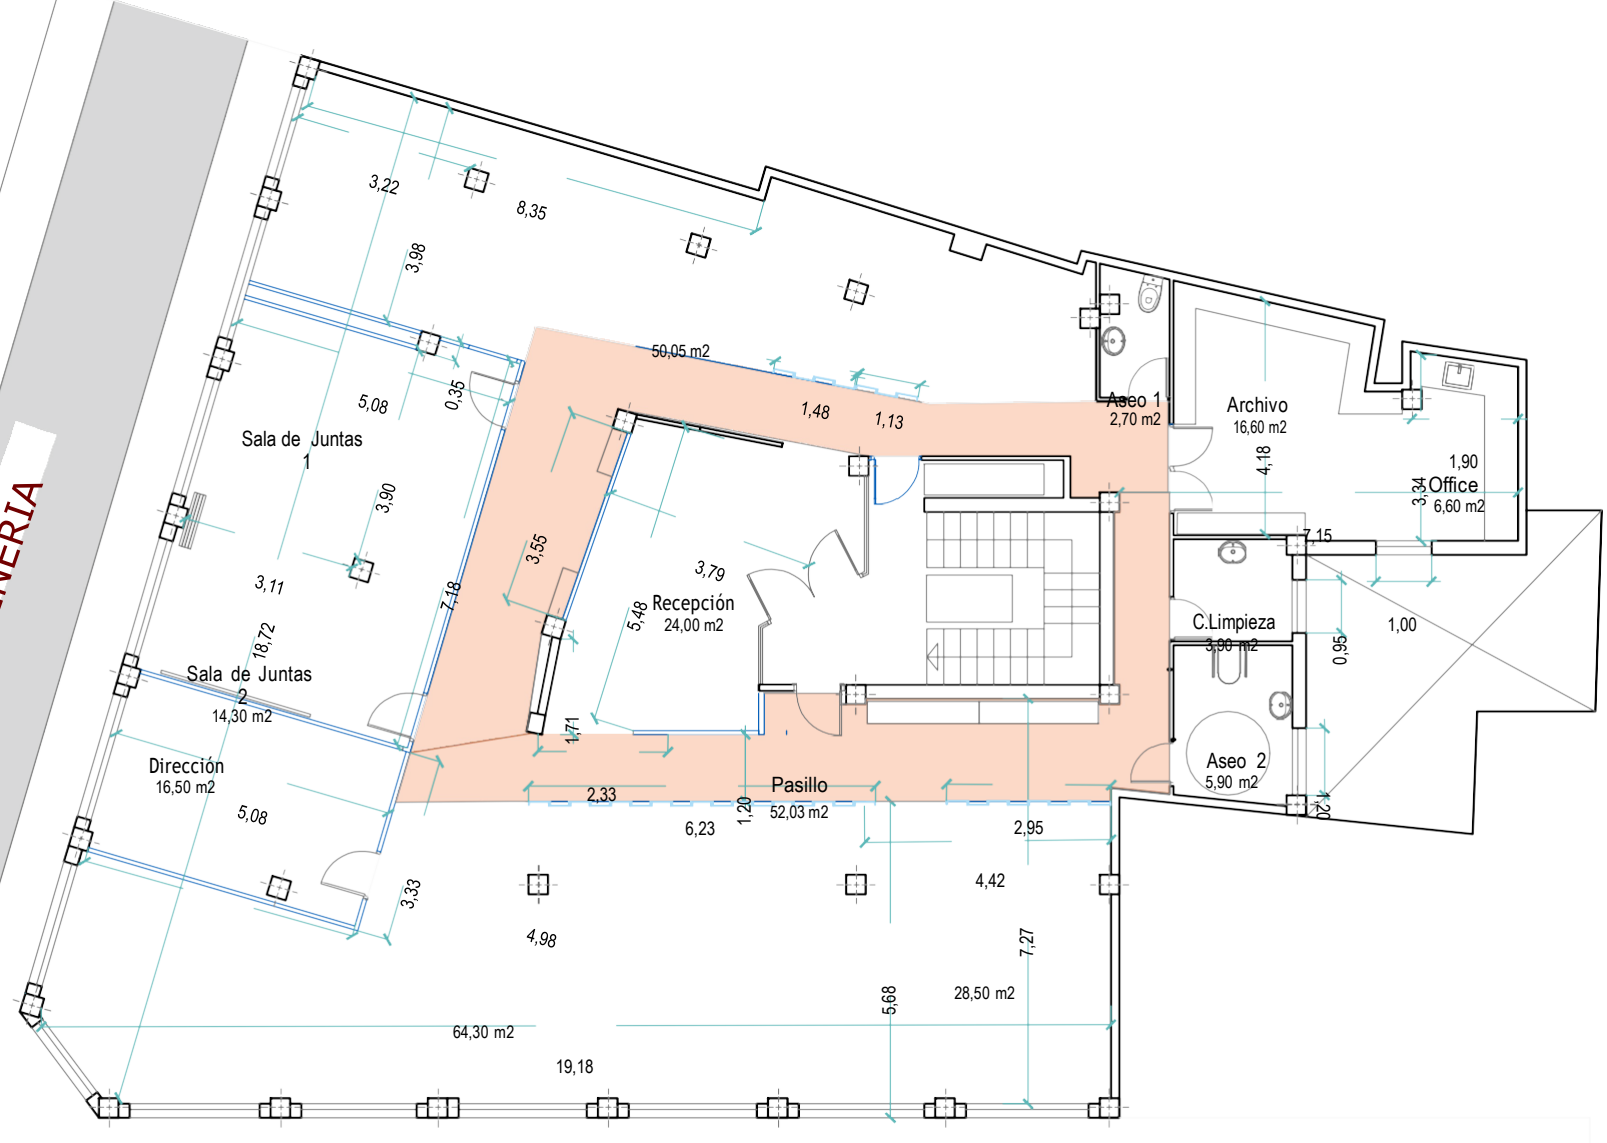 3,22
8,35
3,98
50,05 m2
0,35
5,08
1,48
1,13
Aseo 1
2,70 m2
Archivo
16,60 m2
4,18
1,90
3,34
Office
6,60 m2
Sala de Juntas
1
3,90
3,55
7,15
3,79
3,11
7,18
5,48
Recepción
24,00 m2
C.Limpieza
3,90 m2
1,00
0,95
18,72
Sala de Juntas
2
14,30 m2
1,71
Dirección
16,50 m2
Aseo 2
5,90 m2
Pasillo
52,03 m2
2,33
1,20
1,20
5,08
6,23
2,95
3,33
4,42
4,98
7,27
5,68
28,50 m2
64,30 m2
19,18